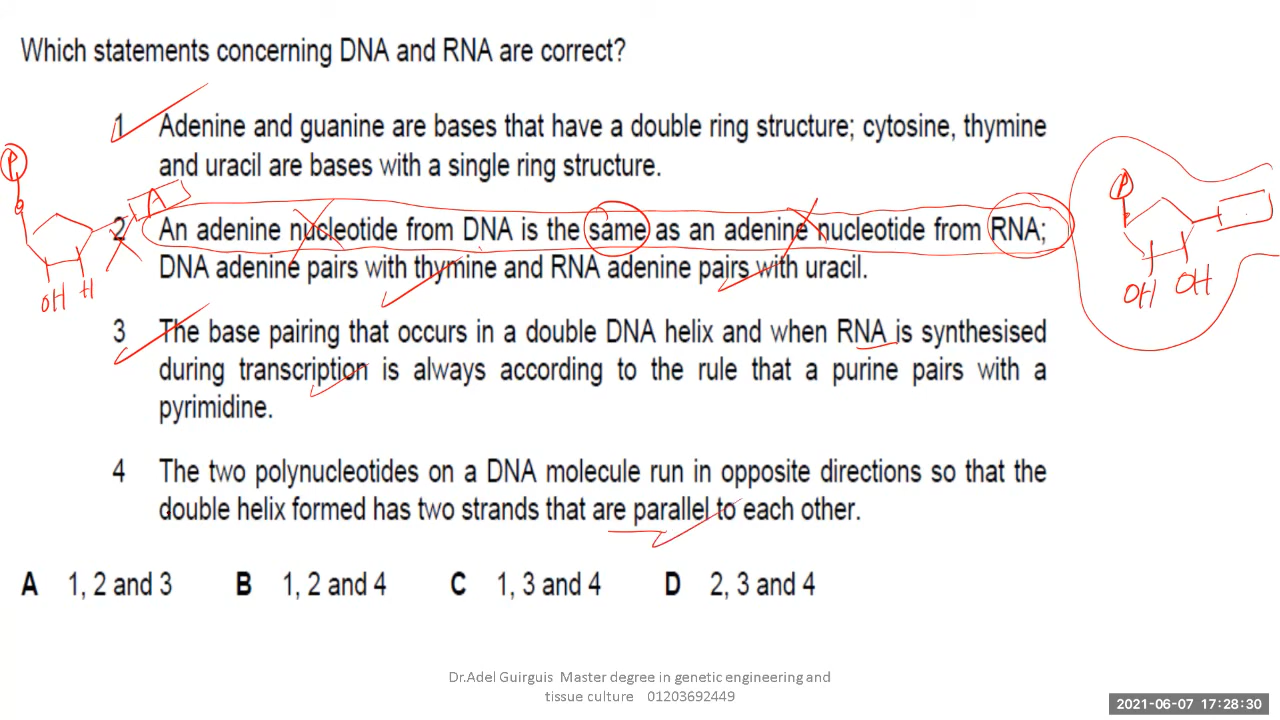 Which statements concerning DNA and RNA are correct?
1 Adenine and guanine are bases that have a double ring structure; cytosine, thymine
and uracil are bases with a single ring structure.
P
A
2 An adenine nucleotide from DNA is the same as an adenine nucleotide from RNA;
DNA adenine pairs with thymine and RNA adenine pairs with uracil.
OH H
P
OH OH
3 The base pairing that occurs in a double DNA helix and when RNA is synthesised
during transcription is always according to the rule that a purine pairs with a
pyrimidine.
4 The two polynucleotides on a DNA molecule run in opposite directions so that the
double helix formed has two strands that are parallel to each other.
A 1, 2 and 3 B 1, 2 and 4 C 1, 3 and 4 D 2, 3 and 4
Dr.Adel Guirguis Master degree in genetic engineering and
tissue culture 01203692449
2021-06-07 17:28:30